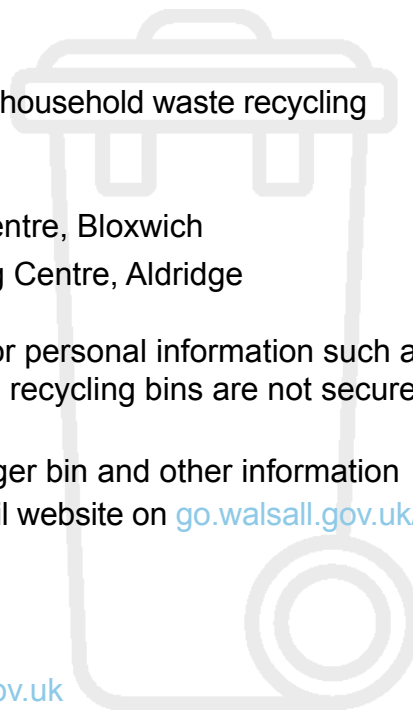 household waste recycling
entre, Bloxwich
g Centre, Aldridge
or personal information such a
recycling bins are not secure
ger bin and other information
il website on go.walsall.gov.uk
ov.uk